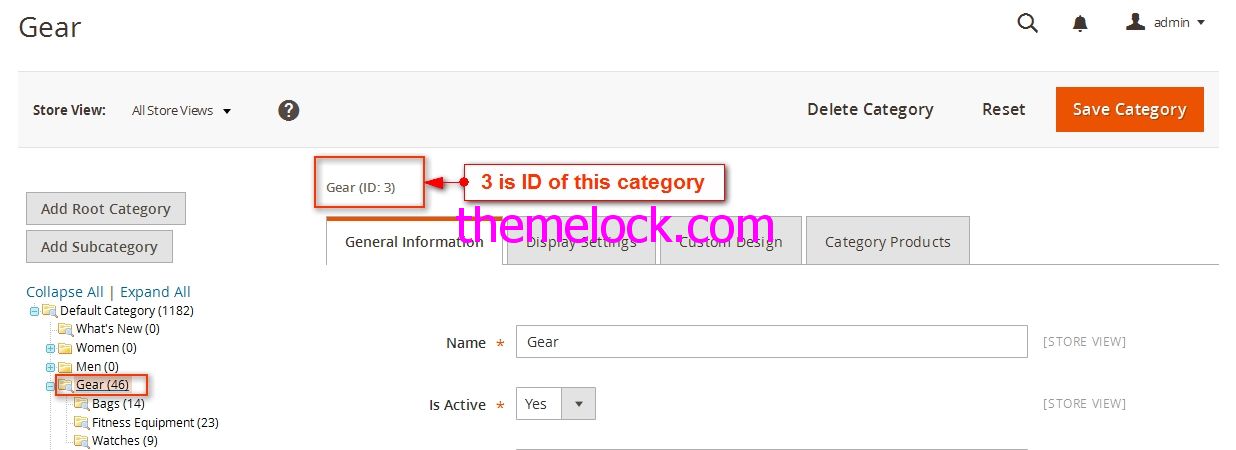 Gear
admin
Store View: All Store Views ?
Delete Category Reset Save Category
Gear (ID: 3)
3 is ID of this category
themelock.com
Add Root Category
Add Subcategory
General Information Display Settings Custom Design Category Products
Collapse All | Expand All
Default Category (1182)
What's New (0)
Women (0)
Men (0)
Gear (46)
Bags (14)
Fitness Equipment (23)
Watches (9)
Name * Gear [STORE VIEW]
Is Active * Yes [STORE VIEW]